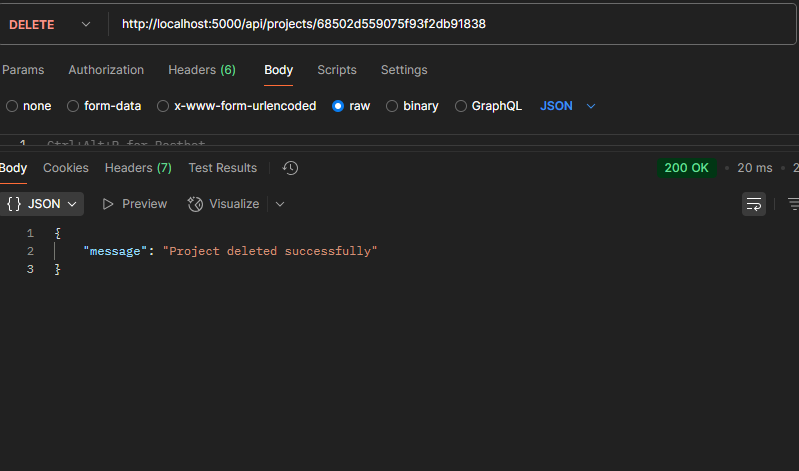 DELETE http://localhost:5000/api/projects/68502d559075f93f2db91838
Params Authorization Headers (6) Body Scripts Settings
none form-data x-www-form-urlencoded raw binary GraphQL JSON
1 Ctrl+Alt+P for Postbot
Body Cookies Headers (7) Test Results 200 OK • 20 ms • 2
{ } JSON Preview Visualize
1 {
2 "message": "Project deleted successfully"
3 }